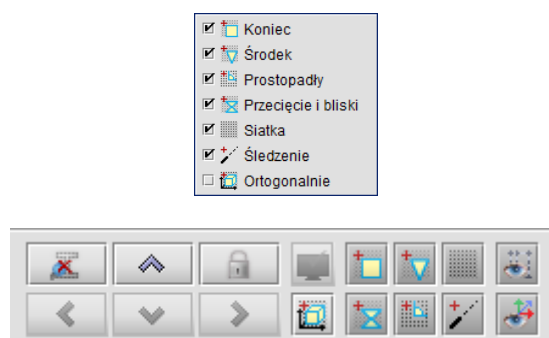 Koniec
Środek
Prostopadły
Przecięcie i bliski
Siatka
Śledzenie
Ortogonalnie